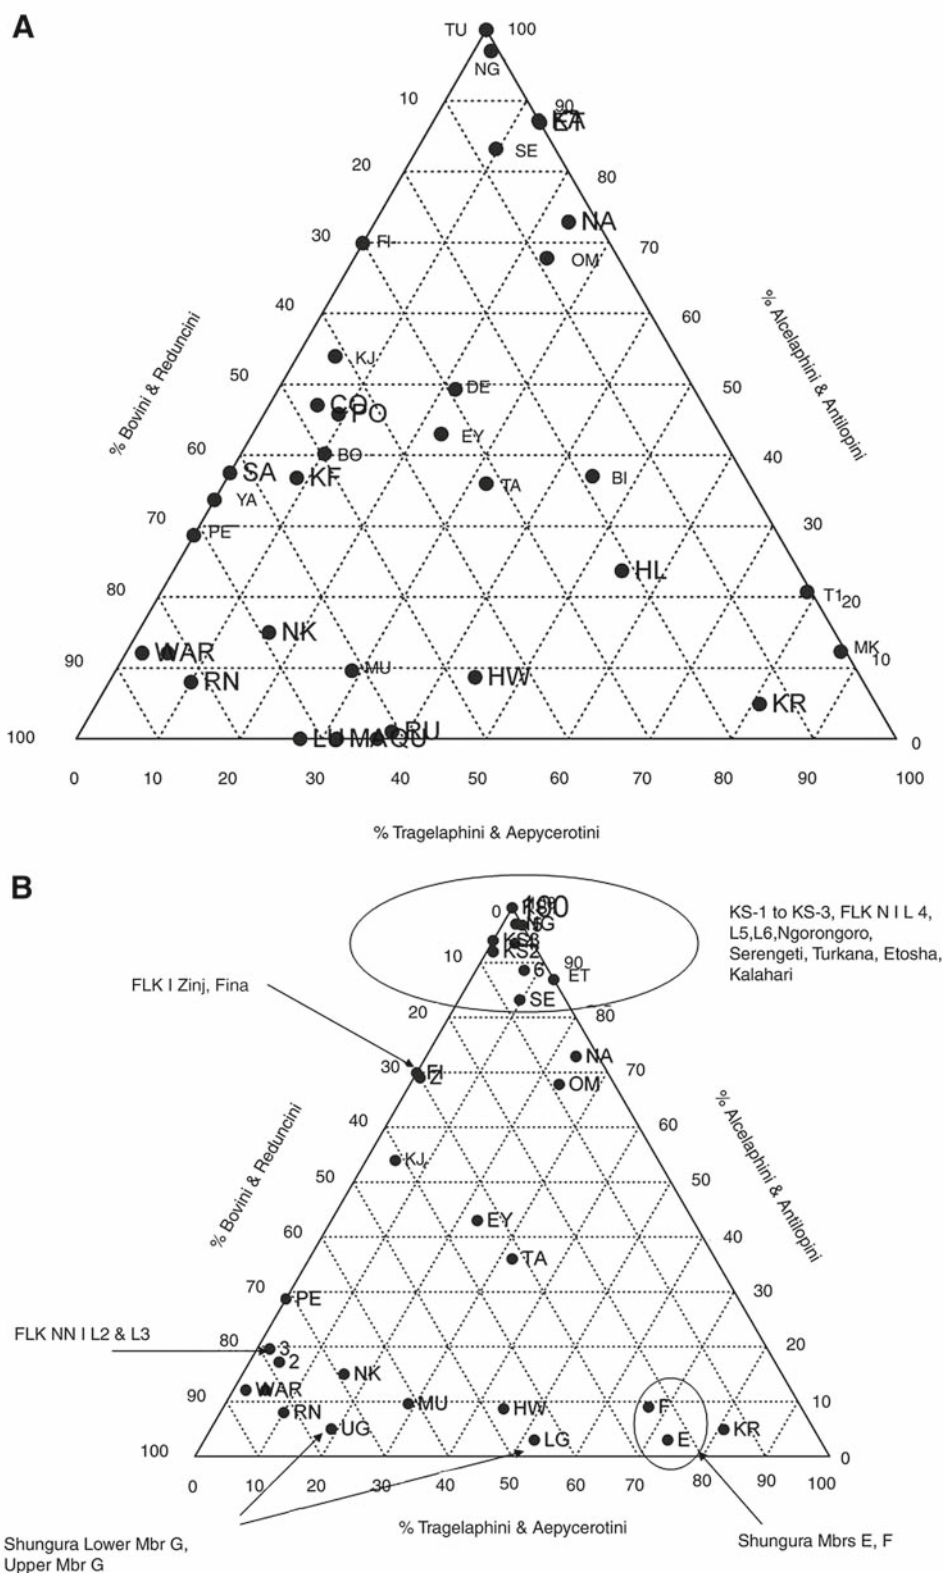 A
TU 100
NG
10 90
ET
SE
20 80
NA
30 FI 70
OM
40 60
% Bovini & Reduncini
% Alcelaphini & Antilopini
KJ
50 DE 50
CO PO
EY
60 BO 40
SA KF TA BI
YA
70 PE 30
HL
80 T1 20
NK
WAR MU MK
90 RN HW 10
KR
100 LU MA QU RU 0
0 10 20 30 40 50 60 70 80 90 100
% Tragelaphini & Aepycerotini
B
0 100
NG
KS3
KS2
10 90
6 ET
SE
20 80
KS-1 to KS-3, FLK N I L 4,
L5,L6,Ngorongoro,
Serengeti, Turkana, Etosha,
Kalahari
FLK I Zinj, Fina
NA
30 FI 70
Z OM
40 60
% Bovini & Reduncini
% Alcelaphini & Antilopini
KJ
50 50
EY
60 40
TA
70 PE 30
FLK NN I L2 & L3
80 3 20
2
NK
WAR
90 MU 10
RN HW F
UG LG E KR
100 0
0 10 20 30 40 50 60 70 80 90 100
% Tragelaphini & Aepycerotini
Shungura Lower Mbr G,
Upper Mbr G
Shungura Mbrs E, F